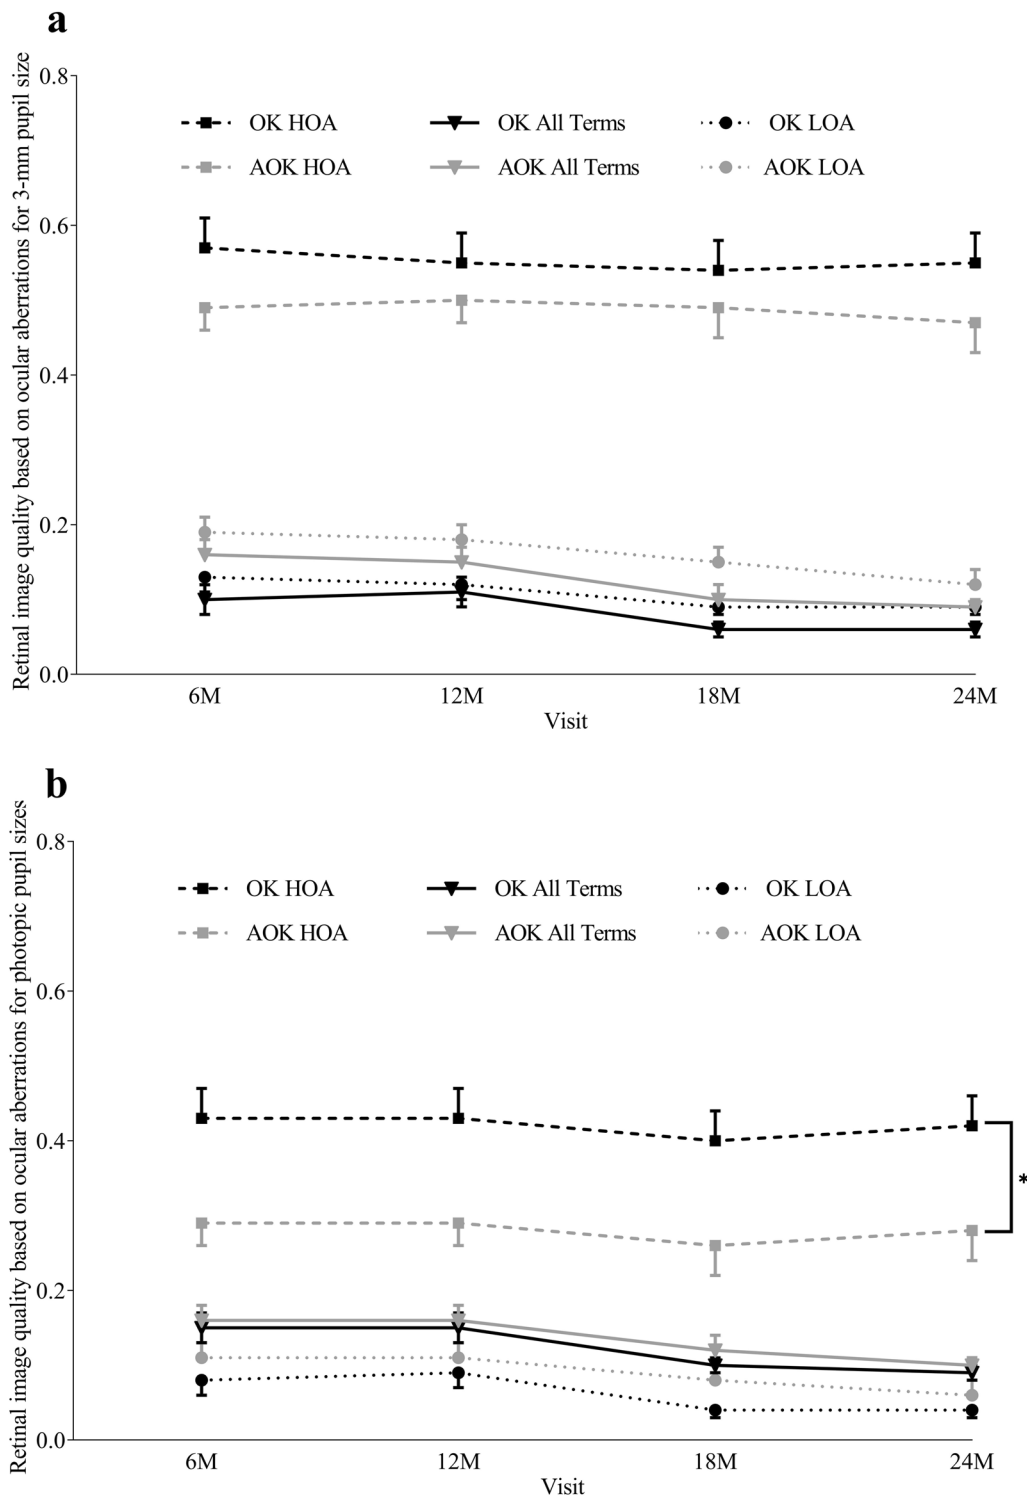 a
Retinal image quality based on ocular aberrations for 3-mm pupil size
0.8
OK HOA OK All Terms OK LOA
AOK HOA AOK All Terms AOK LOA
0.6
0.4
0.2
0.0
6M 12M 18M 24M
Visit
b
Retinal image quality based on ocular aberrations for photopic pupil sizes
0.8
OK HOA OK All Terms OK LOA
AOK HOA AOK All Terms AOK LOA
0.6
0.4
*
0.2
0.0
6M 12M 18M 24M
Visit